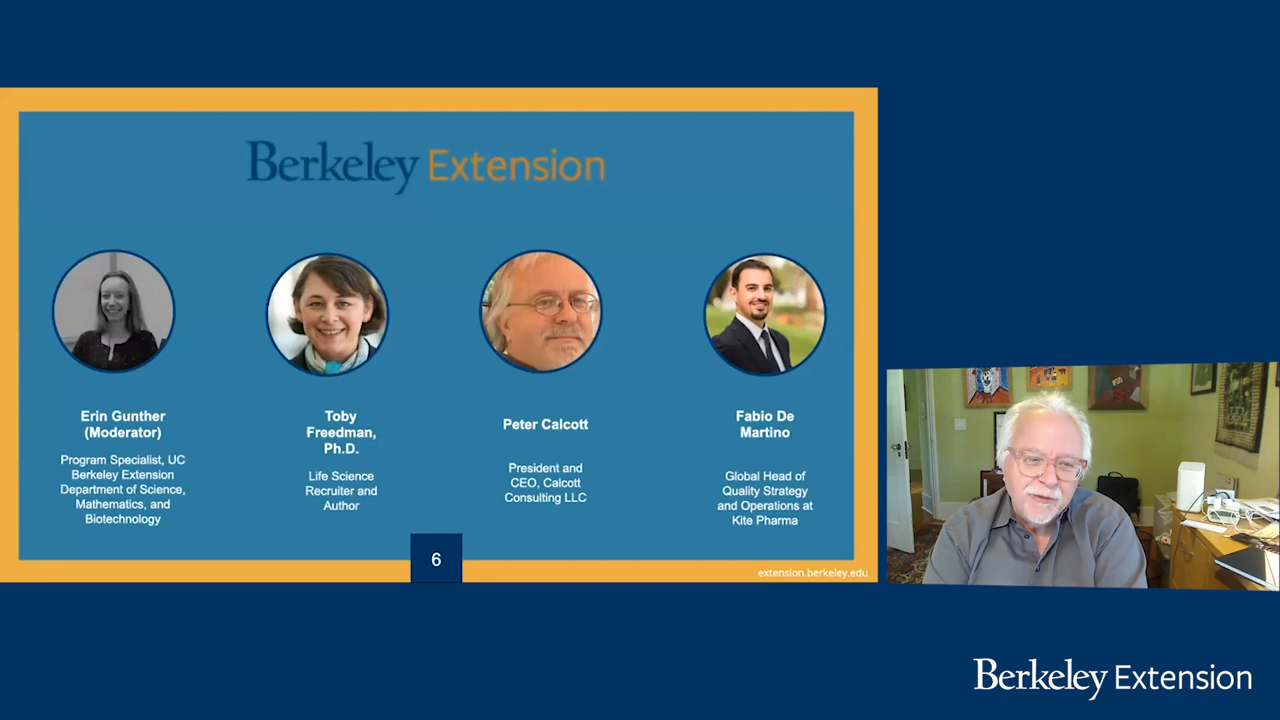 Berkeley Extension
Erin Gunther
(Moderator)
Program Specialist, UC
Berkeley Extension
Department of Science,
Mathematics, and
Biotechnology
Toby
Freedman,
Ph.D.
Life Science
Recruiter and
Author
Peter Calcott
President and
CEO, Calcott
Consulting LLC
Fabio De
Martino
Global Head of
Quality Strategy
and Operations at
Kite Pharma
6
extension.berkeley.edu
Berkeley Extension